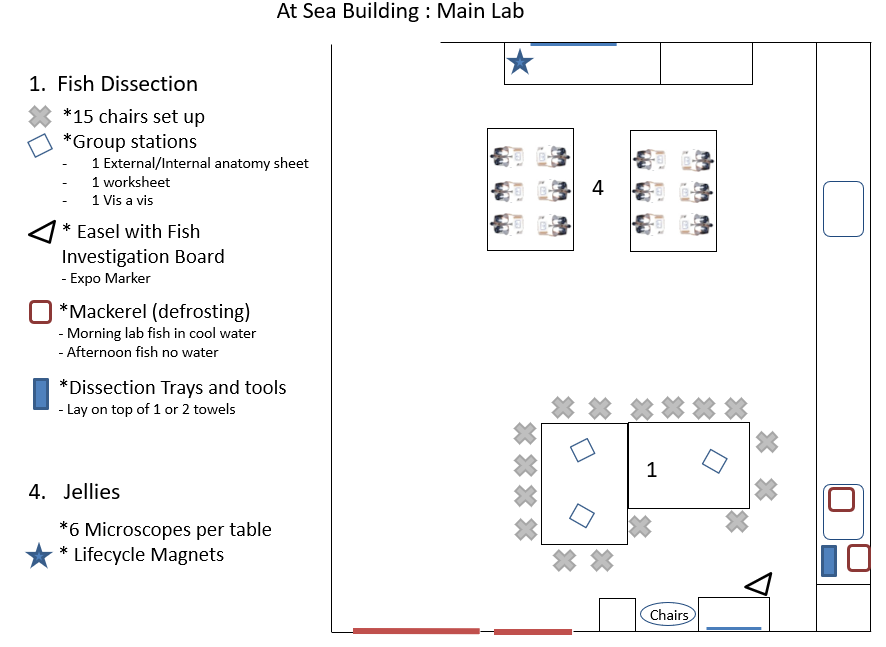 At Sea Building : Main Lab
1. Fish Dissection
*15 chairs set up
*Group stations
- 1 External/Internal anatomy sheet
- 1 worksheet
- 1 Vis a vis
* Easel with Fish
Investigation Board
- Expo Marker
*Mackerel (defrosting)
- Morning lab fish in cool water
- Afternoon fish no water
*Dissection Trays and tools
- Lay on top of 1 or 2 towels
4. Jellies
*6 Microscopes per table
* Lifecycle Magnets
4
1
Chairs